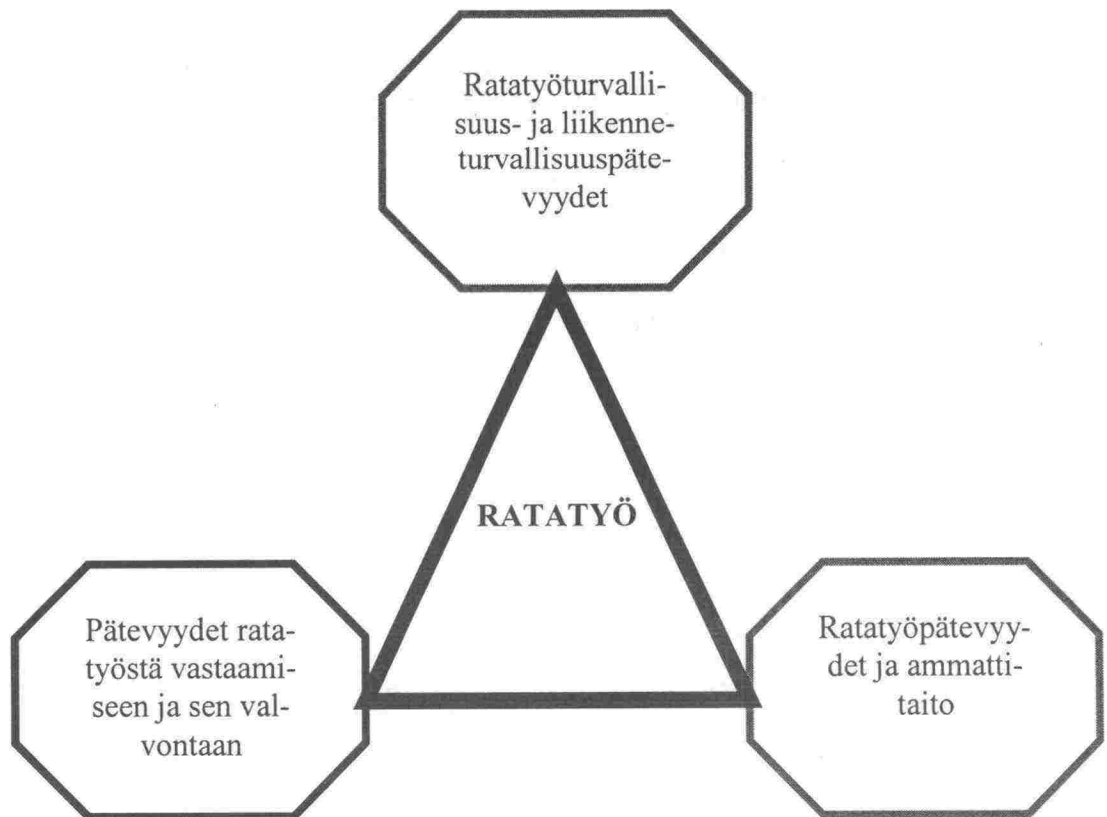 Ratatyöturvalli-
suus- ja liikenne-
turvallisuuspäte-
vyydet
RATATYÖ
Pätevyydet rata-
työstä vastaami-
seen ja sen val-
vontaan
Ratatyöpätevyy-
det ja ammatti-
taito